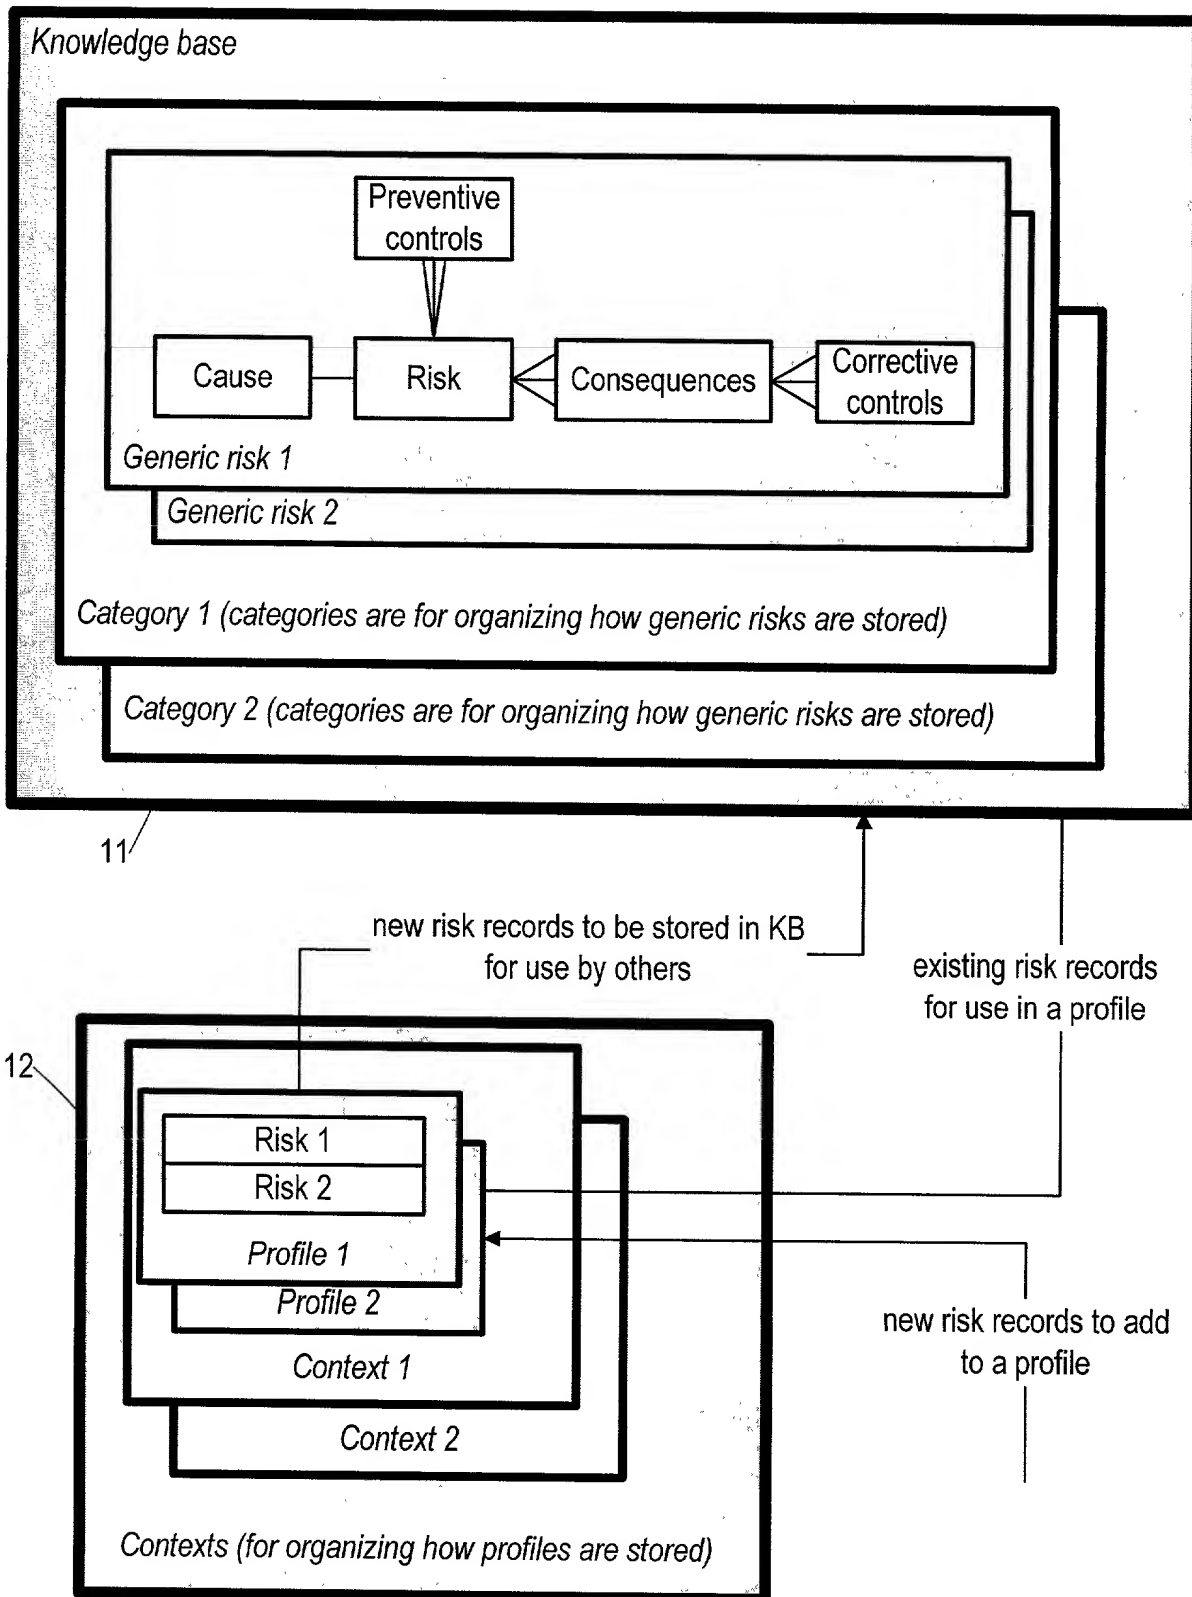 Knowledge base
Preventive
controls
Cause
Risk
Consequences
Corrective
controls
Generic risk 1
Generic risk 2
Category 1 (categories are for organizing how generic risks are stored)
Category 2 (categories are for organizing how generic risks are stored)
11
new risk records to be stored in KB
for use by others
existing risk records
for use in a profile
12
Risk 1
Risk 2
Profile 1
Profile 2
Context 1
Context 2
new risk records to add
to a profile
Contexts (for organizing how profiles are stored)